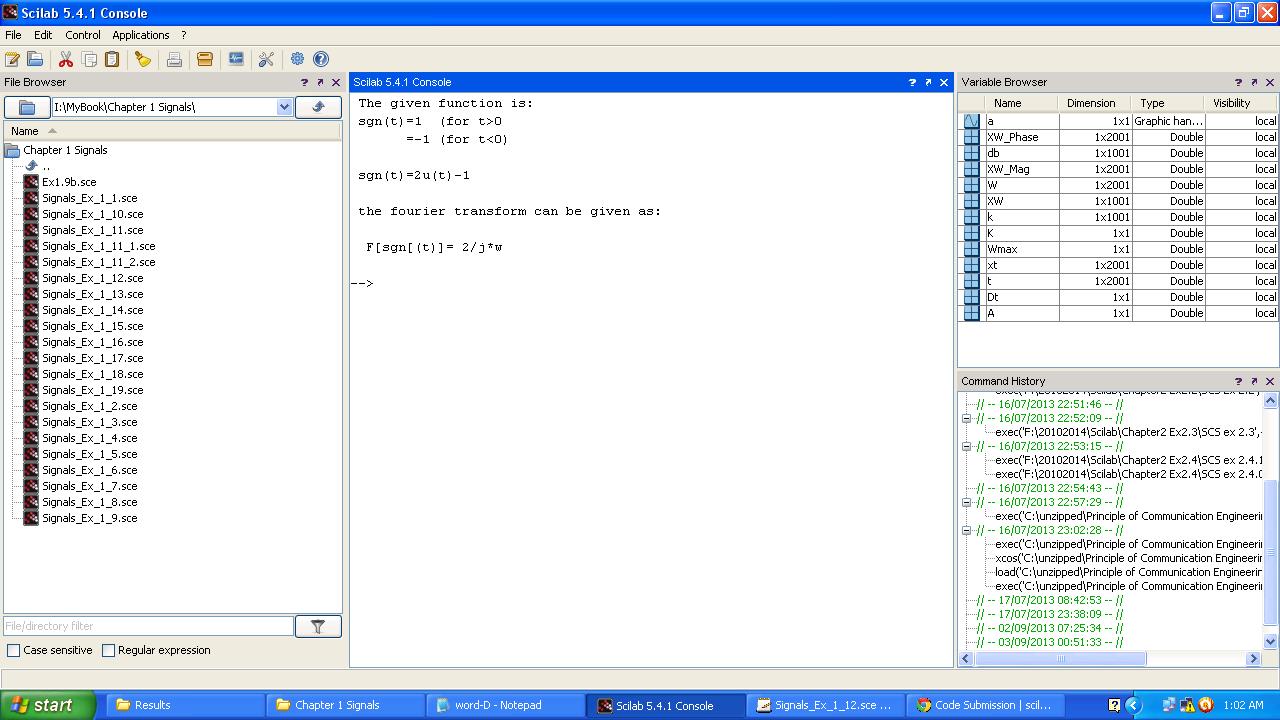 Scilab 5.4.1 Console
File Edit Control Applications ?
File Browser ? ↗ ×
I:\MyBook\Chapter 1 Signals\
Name
Chapter 1 Signals
..
Ex1.9b.sce
Signals_Ex_1_1.sce
Signals_Ex_1_10.sce
Signals_Ex_1_11.sce
Signals_Ex_1_11_1.sce
Signals_Ex_1_11_2.sce
Signals_Ex_1_12.sce
Signals_Ex_1_13.sce
Signals_Ex_1_14.sce
Signals_Ex_1_15.sce
Signals_Ex_1_16.sce
Signals_Ex_1_17.sce
Signals_Ex_1_18.sce
Signals_Ex_1_19.sce
Signals_Ex_1_2.sce
Signals_Ex_1_3.sce
Signals_Ex_1_4.sce
Signals_Ex_1_5.sce
Signals_Ex_1_6.sce
Signals_Ex_1_7.sce
Signals_Ex_1_8.sce
Signals_Ex_1_9.sce
File/directory filter
Case sensitive Regular expression
Scilab 5.4.1 Console
The given function is:
sgn(t)=1 (for t>0
=-1 (for t<0)
sgn(t)=2u(t)-1
the fourier transform can be given as:
F[sgn[(t)]= 2/j*w
-->
Variable Browser
Name Dimension Type Visibility
a 1x1 Graphic han... local
XW_Phase 1x2001 Double local
db 1x1001 Double local
XW_Mag 1x2001 Double local
W 1x2001 Double local
XW 1x1001 Double local
k 1x1001 Double local
K 1x1 Double local
Wmax 1x1 Double local
xt 1x2001 Double local
t 1x2001 Double local
Dt 1x1 Double local
A 1x1 Double local
Command History
// -- 16/07/2013 22:51:46 -- //
// -- 16/07/2013 22:52:09 -- //
exec('F:\20102014\Scilab\Chapter2 Ex2.3\SCS ex 2.3',
// -- 16/07/2013 22:53:15 -- //
exec('F:\20102014\Scilab\Chapter2 Ex2.4\SCS ex 2.4.
exec('F:\20102014\Scilab\Chapter2 Ex2.4\SCS ex 2.4.
// -- 16/07/2013 22:54:43 -- //
// -- 16/07/2013 22:57:29 -- //
exec('C:\unzipped\Principle of Communication Engineeri
// -- 16/07/2013 23:02:28 -- //
exec('C:\unzipped\Principle of Communication Engineeri
xcos('C:\unzipped\Principle of Communication Engineeri
load('C:\unzipped\Principle of Communication Engineerin
exec('C:\unzipped\Principle of Communication Engineeri
// -- 17/07/2013 08:42:53 -- //
// -- 17/07/2013 23:38:09 -- //
// -- 02/09/2013 07:25:34 -- //
// -- 03/09/2013 00:51:33 -- //
start Results Chapter 1 Signals word-D - Notepad Scilab 5.4.1 Console Signals_Ex_1_12.sce ... Code Submission | scil... 1:02 AM